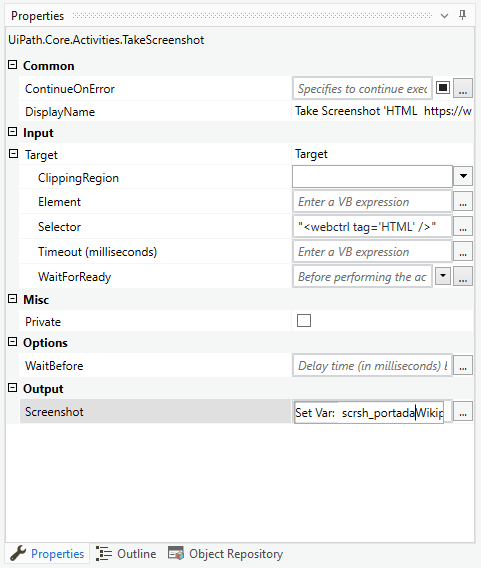 Properties
UiPath.Core.Activities.TakeScreenshot
Common
ContinueOnError Specifies to continue exec ...
DisplayName Take Screenshot 'HTML https://w
Input
Target Target
ClippingRegion
Element Enter a VB expression ...
Selector "<webctrl tag='HTML' />" ...
Timeout (milliseconds) Enter a VB expression ...
WaitForReady Before performing the ac ...
Misc
Private
Options
WaitBefore Delay time (in milliseconds) b ...
Output
Screenshot Set Var: scrsh_portadaWikip ...
Properties Outline Object Repository